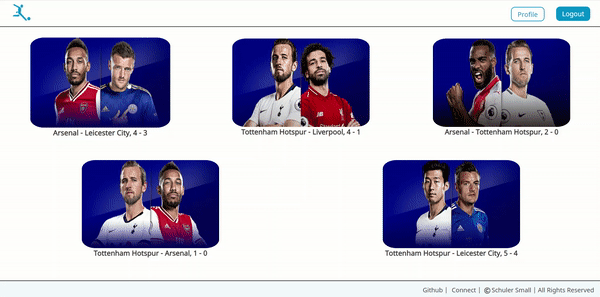 Profile
Logout
Arsenal - Leicester City, 4 - 3
Tottenham Hotspur - Liverpool, 4 - 1
Arsenal - Tottenham Hotspur, 2 - 0
Tottenham Hotspur - Arsenal, 1 - 0
Tottenham Hotspur - Leicester City, 5 - 4
Github | Connect | © Schuler Small | All Rights Reserved